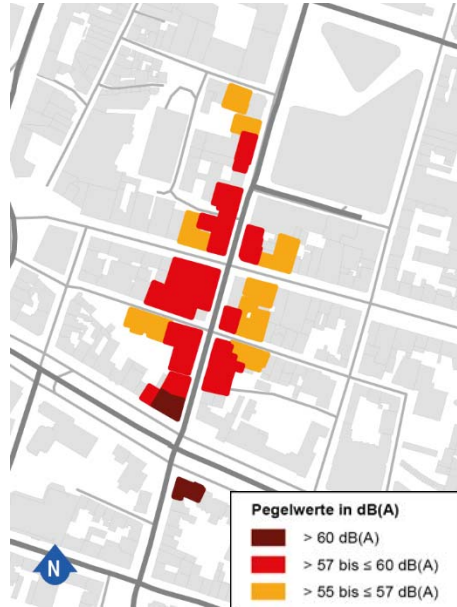 Pegelwerte in dB(A)
> 60 dB(A)
> 57 bis ≤ 60 dB(A)
> 55 bis ≤ 57 dB(A)
N